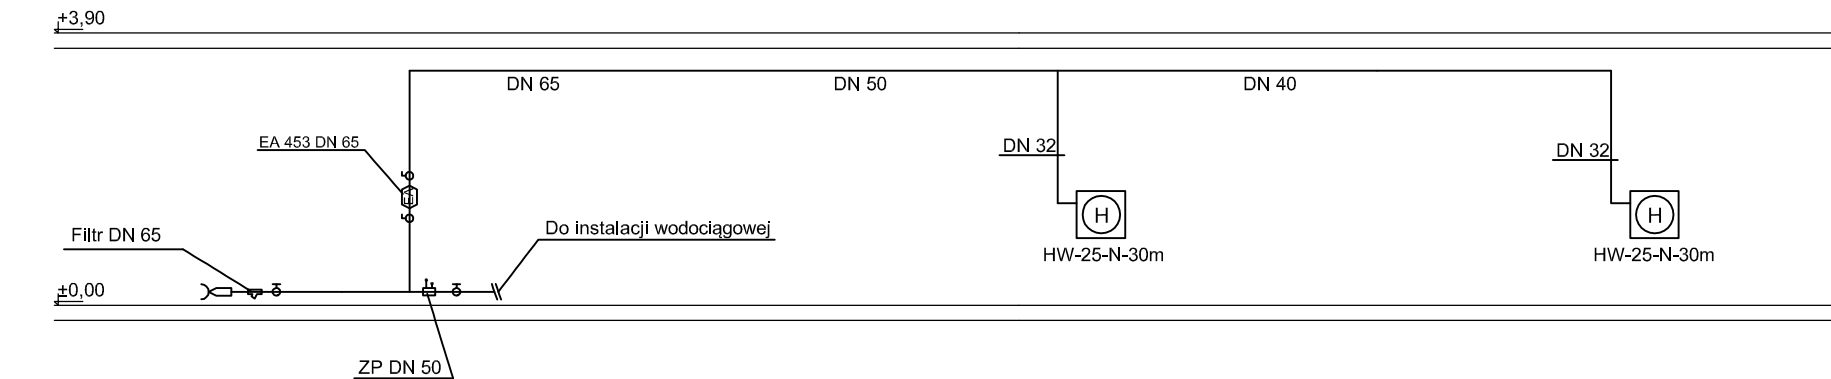 +3,90
DN 65
DN 50
DN 40
EA 453 DN 65
DN 32
DN 32
EA
H
H
Filtr DN 65
Do instalacji wodociągowej
HW-25-N-30m
HW-25-N-30m
±0,00
ZP DN 50